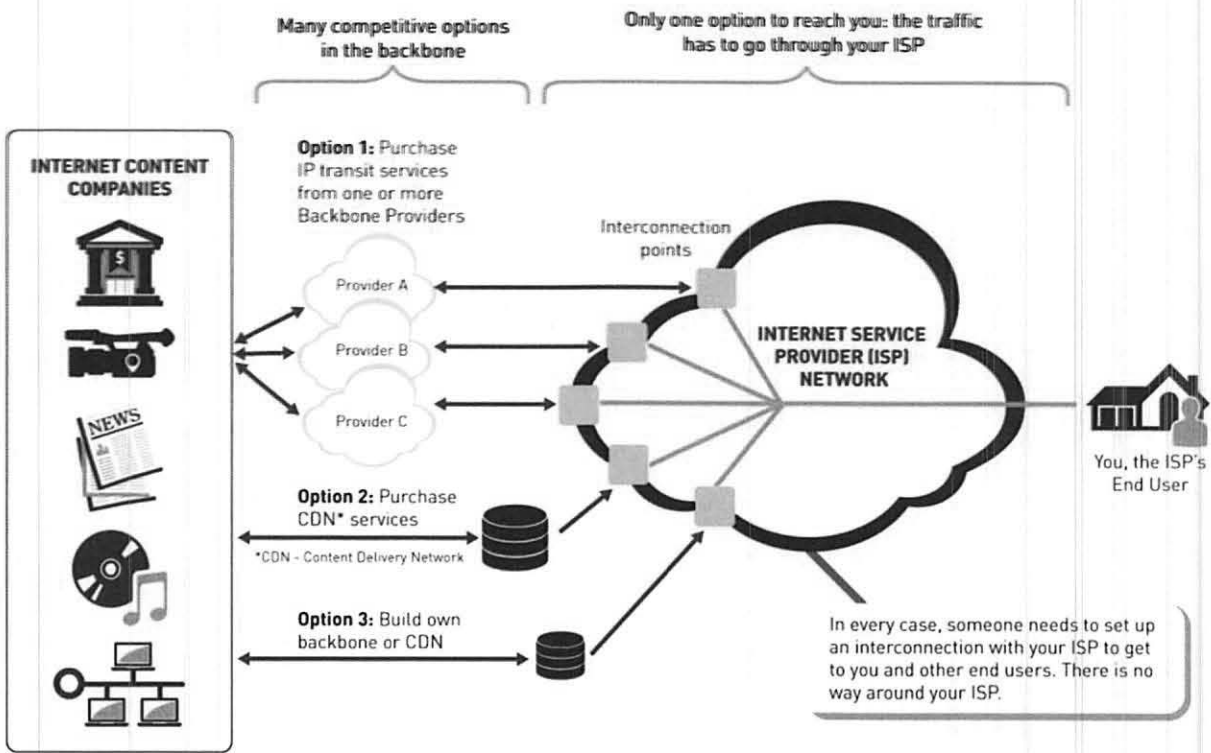 Many competitive options
in the backbone
Only one option to reach you: the traffic
has to go through your ISP
INTERNET CONTENT
COMPANIES
$
NEWS
Option 1: Purchase
IP transit services
from one or more
Backbone Providers
Provider A
Provider B
Provider C
Option 2: Purchase
CDN* services
*CDN - Content Delivery Network
Option 3: Build own
backbone or CDN
Interconnection
points
INTERNET SERVICE
PROVIDER (ISP)
NETWORK
You, the ISP's
End User
In every case, someone needs to set up
an interconnection with your ISP to get
to you and other end users. There is no
way around your ISP.